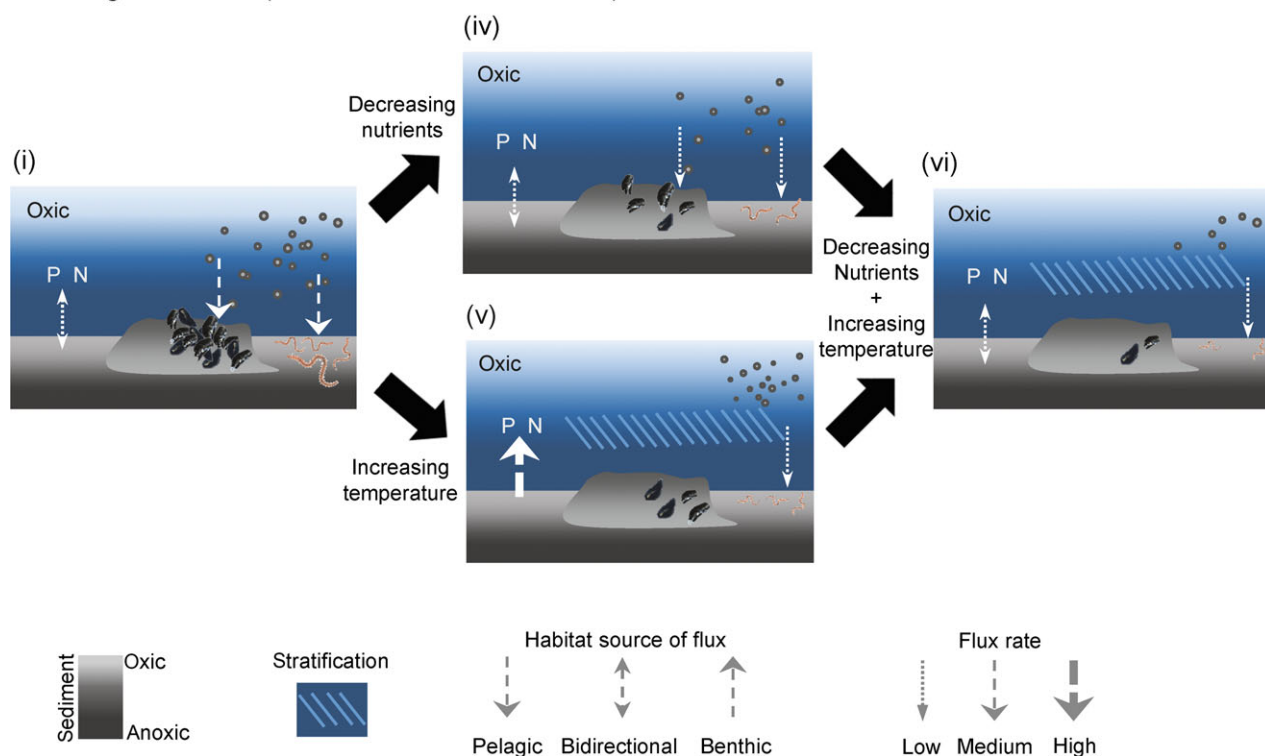 (i)
Oxic
P N
Decreasing
nutrients
Increasing
temperature
(iv)
Oxic
P N
(v)
Oxic
P N
Decreasing
Nutrients
+
Increasing
temperature
(vi)
Oxic
P N
Sediment
Oxic
Anoxic
Stratification
Habitat source of flux
Pelagic Bidirectional Benthic
Flux rate
Low Medium High